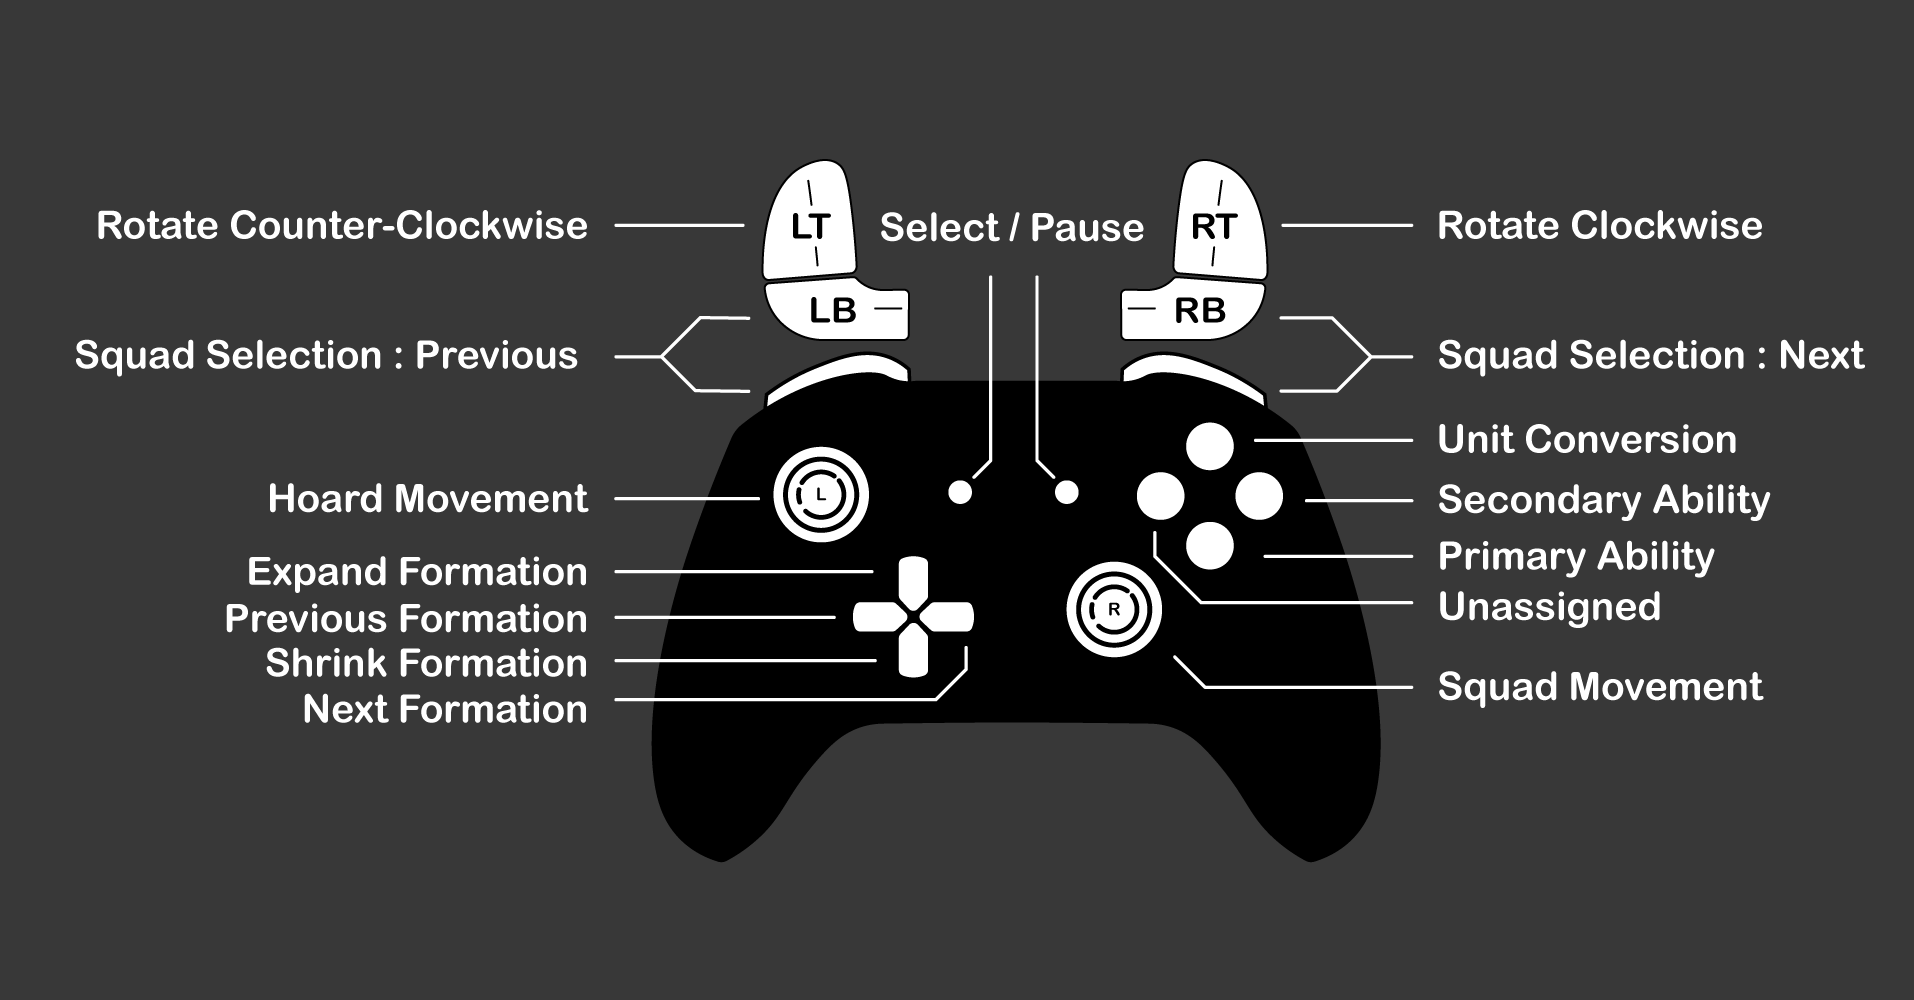 LT
Select / Pause
RT
Rotate Counter-Clockwise
Rotate Clockwise
LB
RB
Squad Selection : Previous
Squad Selection : Next
Unit Conversion
Hoard Movement
L
Secondary Ability
Primary Ability
Expand Formation
Previous Formation
R
Unassigned
Shrink Formation
Squad Movement
Next Formation